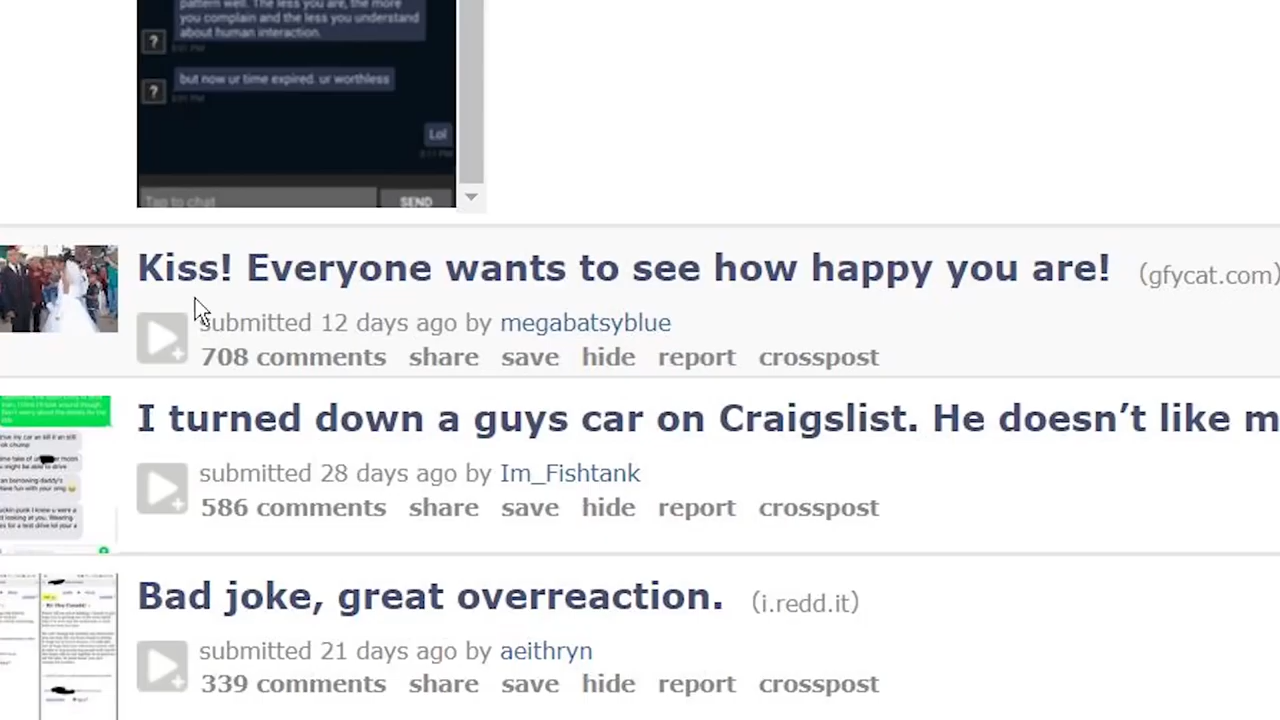 pattern well. The less you are, the more
you complain and the less you understand
about human interaction.
?
but now ur time expired. ur worthless
?
Lol
Tap to chat
SEND
Kiss! Everyone wants to see how happy you are!
(gfycat.com)
submitted 12 days ago by megabatsyblue
708 comments share save hide report crosspost
I turned down a guys car on Craigslist. He doesn’t like m
submitted 28 days ago by Im_Fishtank
586 comments share save hide report crosspost
Bad joke, great overreaction.
(i.redd.it)
submitted 21 days ago by aeithryn
339 comments share save hide report crosspost